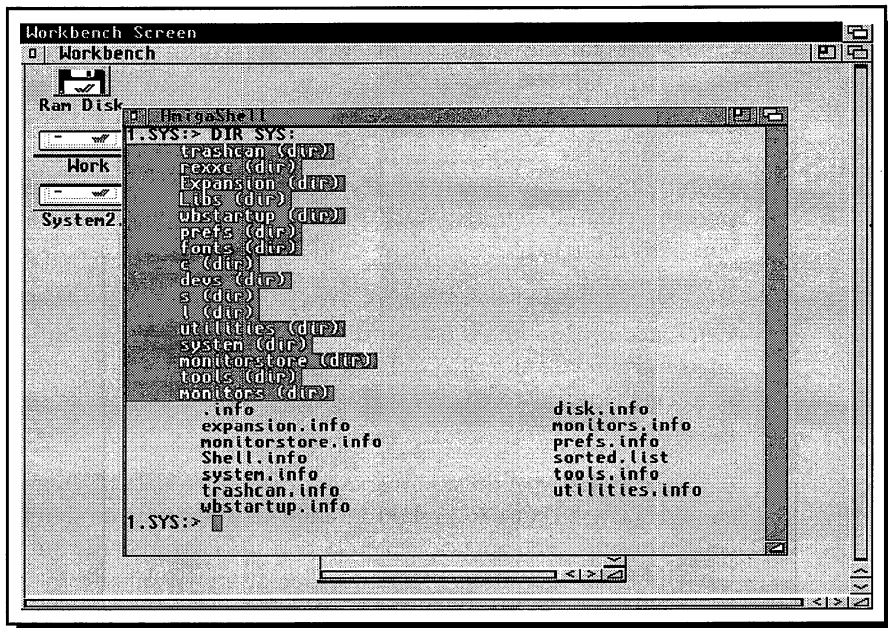 Workbench Screen
Workbench
Ram Disk
AmigaShell
1.SYS:> DIR SYS:
trashcan (dir)
rexxc (dir)
Expansion (dir)
Libs (dir)
wbstartup (dir)
prefs (dir)
fonts (dir)
c (dir)
devs (dir)
s (dir)
l (dir)
utilities (dir)
system (dir)
monitorstore (dir)
tools (dir)
monitors (dir)
.info disk.info
expansion.info monitors.info
monitorstore.info prefs.info
Shell.info sorted.list
system.info tools.info
trashcan.info utilities.info
wbstartup.info
1.SYS:>
Work
System2.